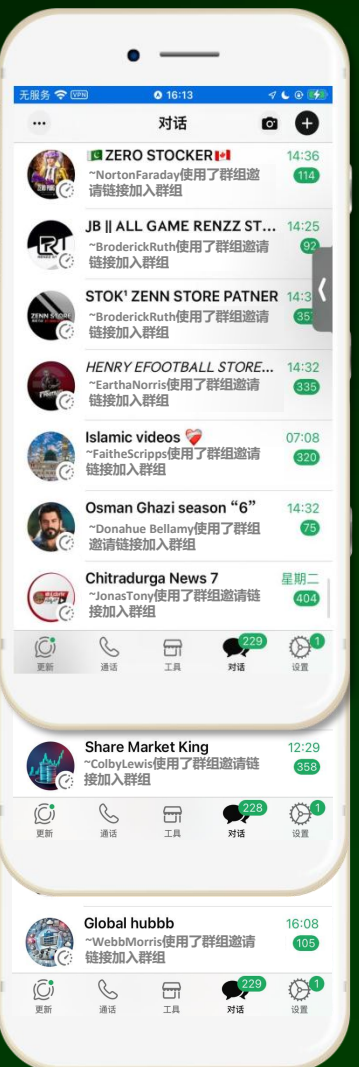 无服务 VPN 16:13
对话
ZERO STOCKER 14:36
~NortonFaraday使用了群组邀 114
请链接加入群组
JB || ALL GAME RENZZ ST... 14:25
~BroderickRuth使用了群组邀请 92
链接加入群组
STOK¹ ZENN STORE PATNER 14:3
~BroderickRuth使用了群组邀请 35
链接加入群组
HENRY EFOOTBALL STORE... 14:32
~EarthaNorris使用了群组邀请 335
链接加入群组
Islamic videos 07:08
~FaitheScripps使用了群组邀请 320
链接加入群组
Osman Ghazi season “6” 14:32
~Donahue Bellamy使用了群组 75
邀请链接加入群组
Chitradurga News 7 星期二
~JonasTony使用了群组邀请链 404
接加入群组
229 1
更新 通话 工具 对话 设置
Share Market King 12:29
~ColbyLewis使用了群组邀请链 358
接加入群组
228 1
更新 通话 工具 对话 设置
Global hubbb 16:08
~WebbMorris使用了群组邀请 105
链接加入群组
229 1
更新 通话 工具 对话 设置